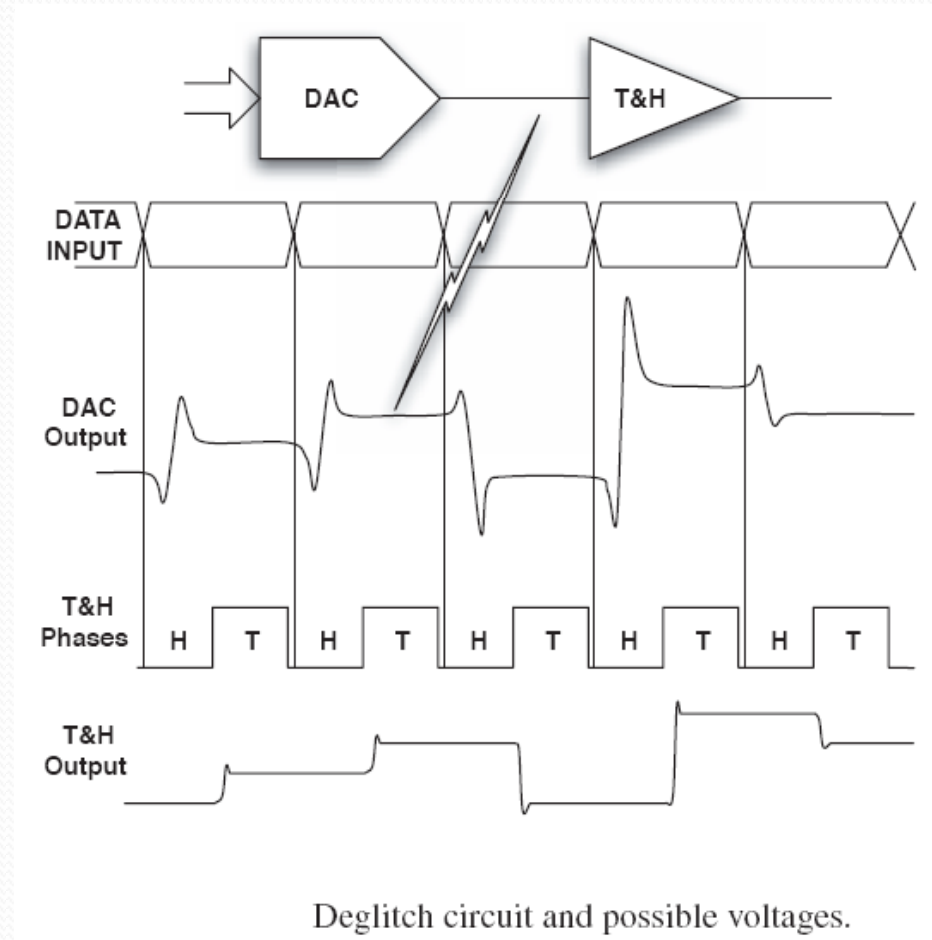 DAC
T&H
DATA
INPUT
DAC
Output
T&H
Phases
H T H T H T H T H T
T&H
Output
Deglitch circuit and possible voltages.